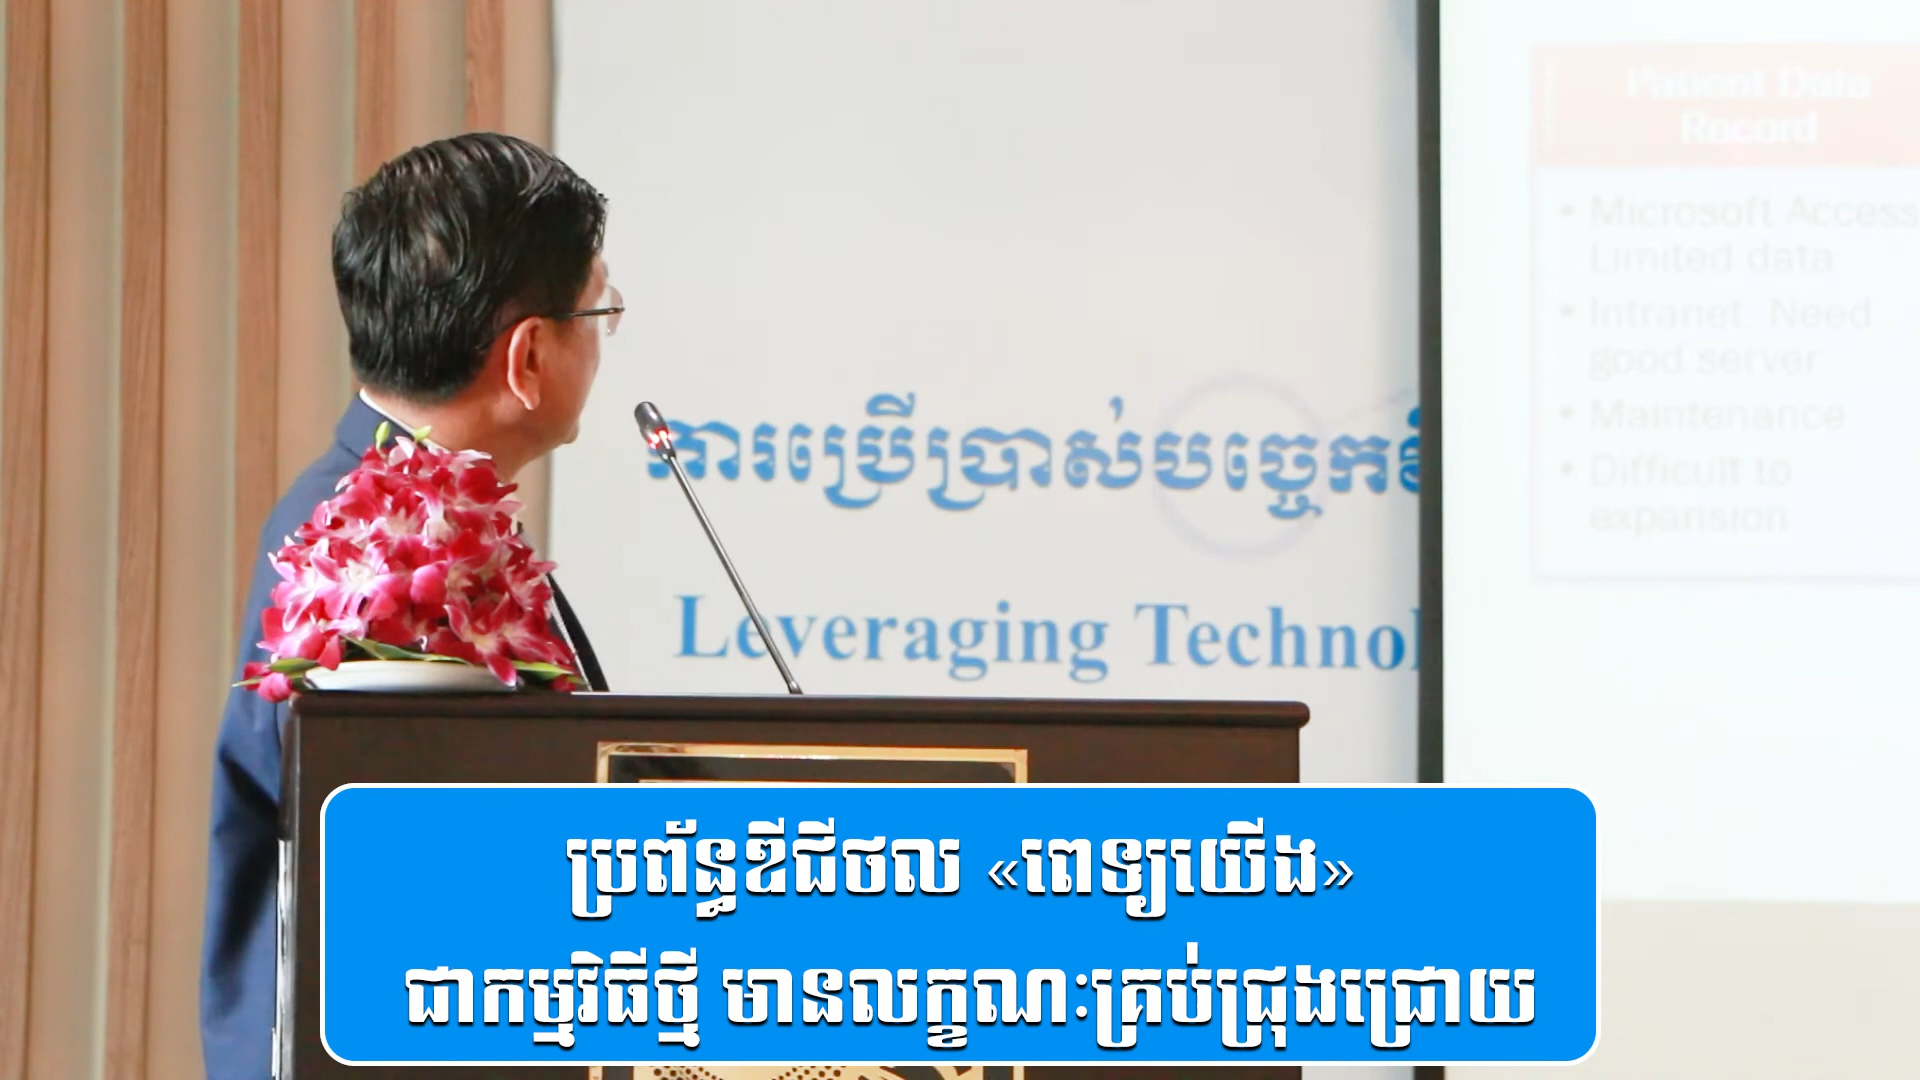 Patient Data
Record
• Microsoft Access
Limited data
• Intranet. Need
good server
• Maintenance
• Difficult to
expansion
ការប្រើប្រាស់បច្ចេក
Leveraging Technol
ប្រព័ន្ធឌីជីថល «ពេទ្យយើង»
ជាកម្មវិធីថ្មី មានលក្ខណៈគ្រប់ជ្រុងជ្រោយ